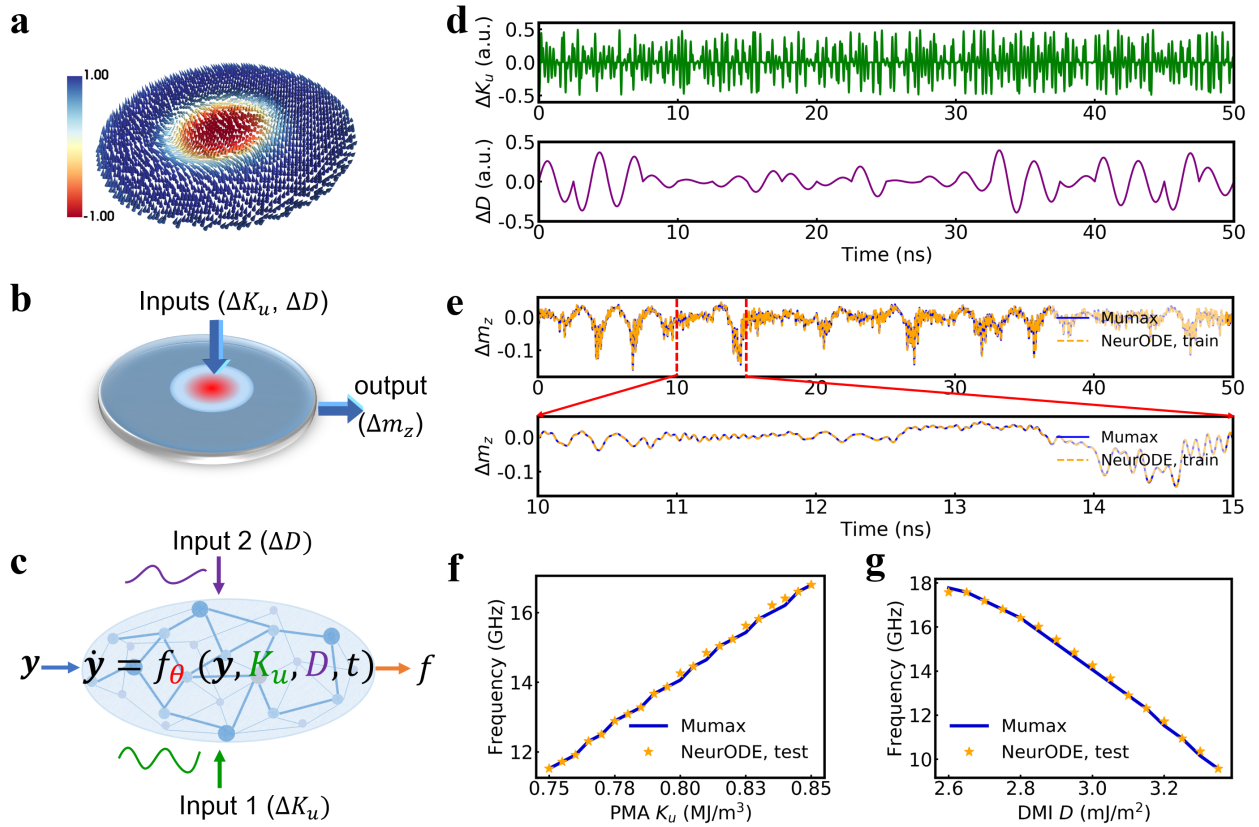 a
1.00
-1.00
b
Inputs (ΔK_u, ΔD)
output
(Δm_z)
c
Input 2 (ΔD)
y
ẏ = f_θ (y, K_u, D, t)
f
Input 1 (ΔK_u)
d
ΔK_u (a.u.)
0.5
0.0
-0.5
0 10 20 30 40 50
ΔD (a.u.)
0.5
0.0
-0.5
0 10 20 30 40 50
Time (ns)
e
Δm_z
0.0
-0.1
Mumax
NeurODE, train
0 10 20 30 40 50
Δm_z
0.0
-0.1
Mumax
NeurODE, train
10 11 12 13 14 15
Time (ns)
f
Frequency (GHz)
16
14
12
Mumax
NeurODE, test
0.75 0.78 0.80 0.83 0.85
PMA K_u (MJ/m³)
g
Frequency (GHz)
18
16
14
12
10
Mumax
NeurODE, test
2.6 2.8 3.0 3.2
DMI D (mJ/m²)